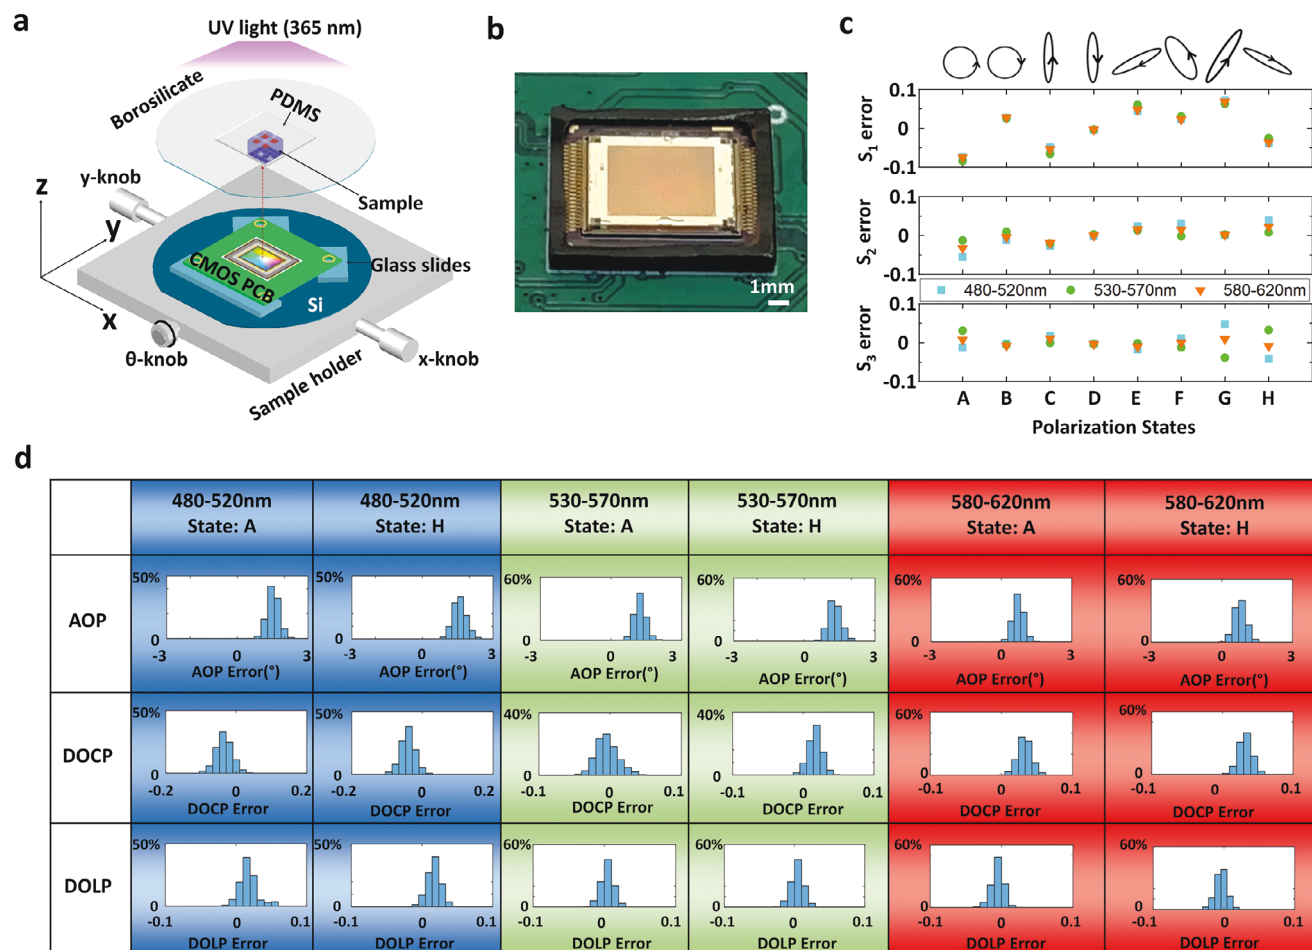 a
UV light (365 nm)
Borosilicate
PDMS
Sample
z
y-knob
y
x
CMOS PCB
Glass slides
Si
θ-knob
x-knob
Sample holder
b
1mm
c
0.1
0
-0.1
S1 error
0.1
0
-0.1
S2 error
480-520nm 530-570nm 580-620nm
0.1
0
-0.1
S3 error
A B C D E F G H
Polarization States
d
480-520nm State: A
480-520nm State: H
530-570nm State: A
530-570nm State: H
580-620nm State: A
580-620nm State: H
AOP
50% 0 -3 0 3 AOP Error(°)
50% 0 -3 0 3 AOP Error(°)
60% 0 -3 0 3 AOP Error(°)
60% 0 -3 0 3 AOP Error(°)
60% 0 -3 0 3 AOP Error(°)
60% 0 -3 0 3 AOP Error(°)
DOCP
50% 0 -0.2 0 0.2 DOCP Error
50% 0 -0.2 0 0.2 DOCP Error
40% 0 -0.1 0 0.1 DOCP Error
40% 0 -0.1 0 0.1 DOCP Error
60% 0 -0.1 0 0.1 DOCP Error
60% 0 -0.1 0 0.1 DOCP Error
DOLP
50% 0 -0.1 0 0.1 DOLP Error
50% 0 -0.1 0 0.1 DOLP Error
60% 0 -0.1 0 0.1 DOLP Error
60% 0 -0.1 0 0.1 DOLP Error
60% 0 -0.1 0 0.1 DOLP Error
60% 0 -0.1 0 0.1 DOLP Error